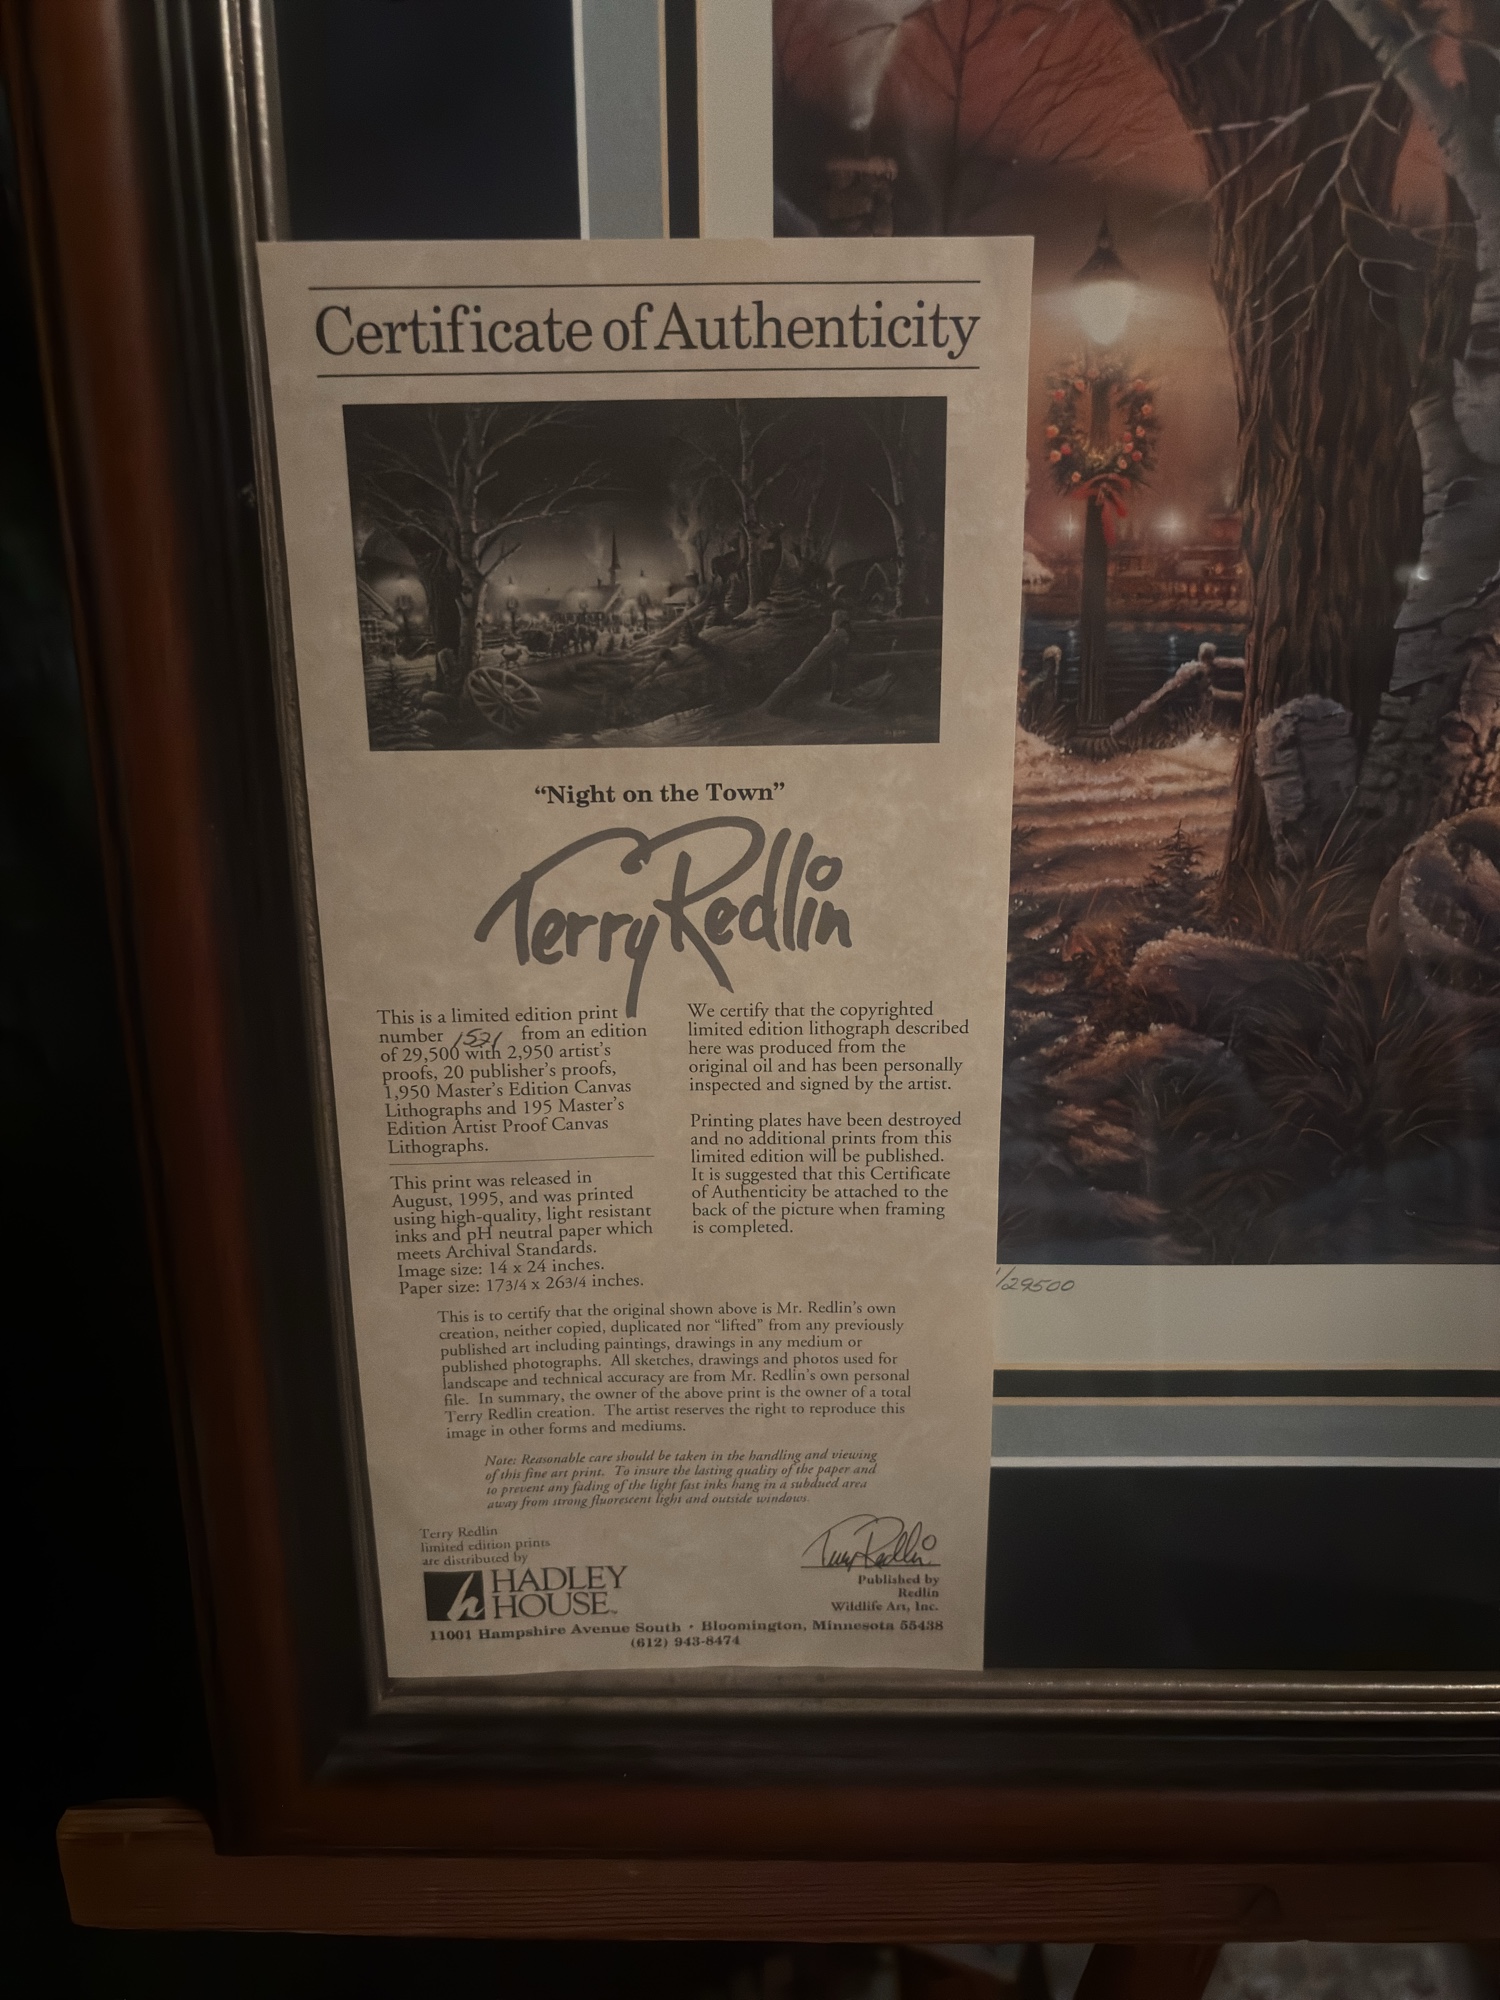 Certificate of Authenticity
“Night on the Town”
Terry Redlin
This is a limited edition print
number 1521 from an edition
of 29,500 with 2,950 artist's
proofs, 20 publisher's proofs,
1,950 Master's Edition Canvas
Lithographs and 195 Master's
Edition Artist Proof Canvas
Lithographs.
This print was released in
August, 1995, and was printed
using high-quality, light resistant
inks and pH neutral paper which
meets Archival Standards.
Image size: 14 x 24 inches.
Paper size: 173/4 x 263/4 inches.
We certify that the copyrighted
limited edition lithograph described
here was produced from the
original oil and has been personally
inspected and signed by the artist.
Printing plates have been destroyed
and no additional prints from this
limited edition will be published.
It is suggested that this Certificate
of Authenticity be attached to the
back of the picture when framing
is completed.
This is to certify that the original shown above is Mr. Redlin's own
creation, neither copied, duplicated nor “lifted” from any previously
published art including paintings, drawings in any medium or
published photographs. All sketches, drawings and photos used for
landscape and technical accuracy are from Mr. Redlin's own personal
file. In summary, the owner of the above print is the owner of a total
Terry Redlin creation. The artist reserves the right to reproduce this
image in other forms and mediums.
Note: Reasonable care should be taken in the handling and viewing
of this fine art print. To insure the lasting quality of the paper and
to prevent any fading of the light fast inks hang in a subdued area
away from strong fluorescent light and outside windows.
Terry Redlin
limited edition prints
are distributed by
h HADLEY
HOUSE™
Terry Redlin
Published by
Redlin
Wildlife Art, Inc.
11001 Hampshire Avenue South · Bloomington, Minnesota 55438
(612) 943-8474
/29500